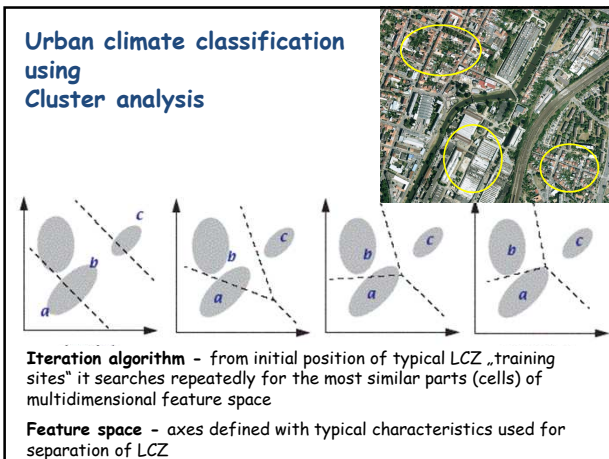 Urban climate classification
using
Cluster analysis
c
b
a
b
c
a
b
c
a
b
c
a
Iteration algorithm - from initial position of typical LCZ „training
sites“ it searches repeatedly for the most similar parts (cells) of
multidimensional feature space
Feature space - axes defined with typical characteristics used for
separation of LCZ